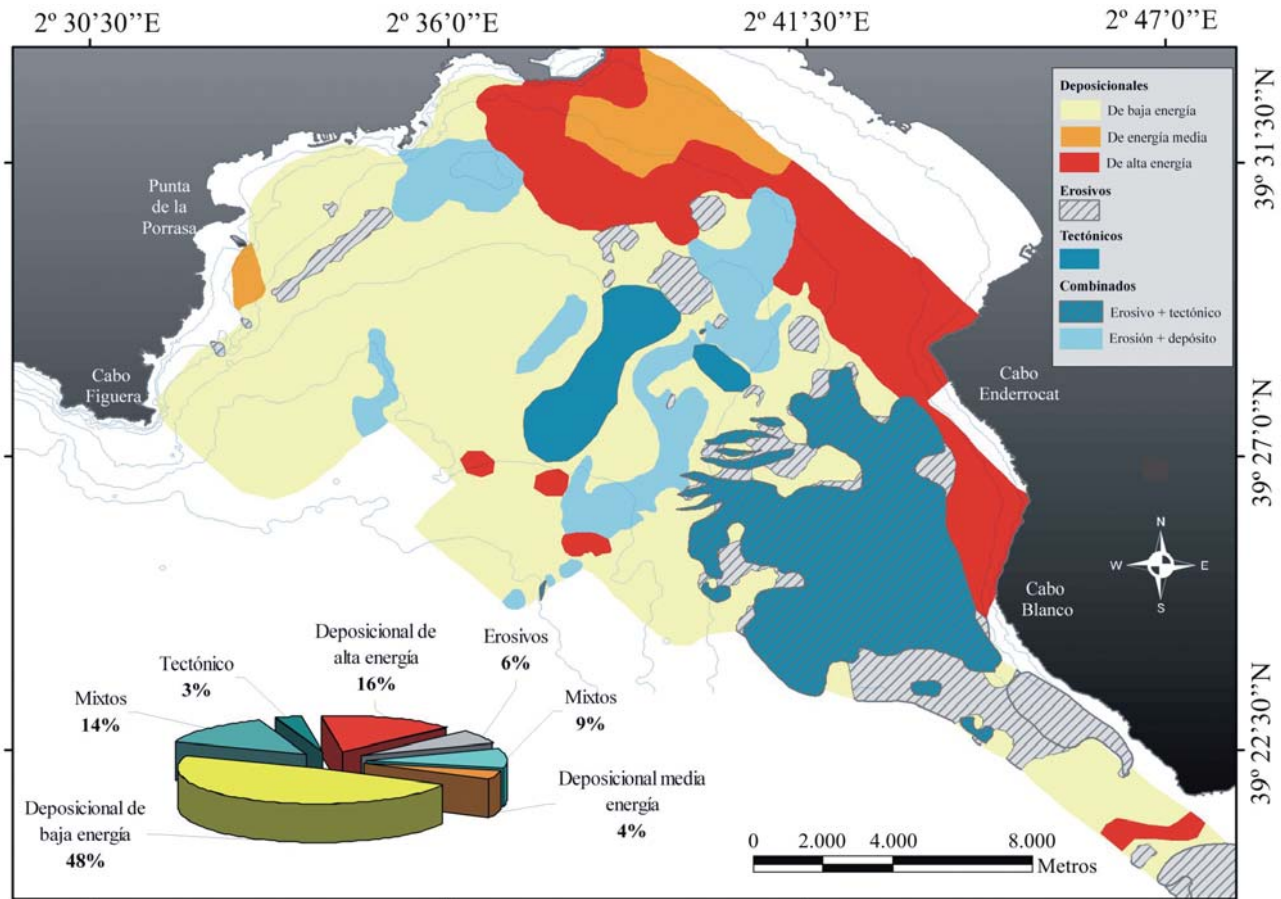 2º 30'30''E
2º 36'0''E
2º 41'30''E
2º 47'0''E
39º 31'30''N
39º 27'0''N
39º 22'30''N
Deposicionales
De baja energía
De energía media
De alta energía
Erosivos
Tectónicos
Combinados
Erosivo + tectónico
Erosión + depósito
Punta
de la
Porrasa
Cabo
Figuera
Cabo
Enderrocat
Cabo
Blanco
N
W
E
S
Deposicional de
alta energía
16%
Erosivos
6%
Tectónico
3%
Mixtos
14%
Mixtos
9%
Deposicional media
energía
4%
Deposicional de
baja energía
48%
0
2.000
4.000
8.000
Metros